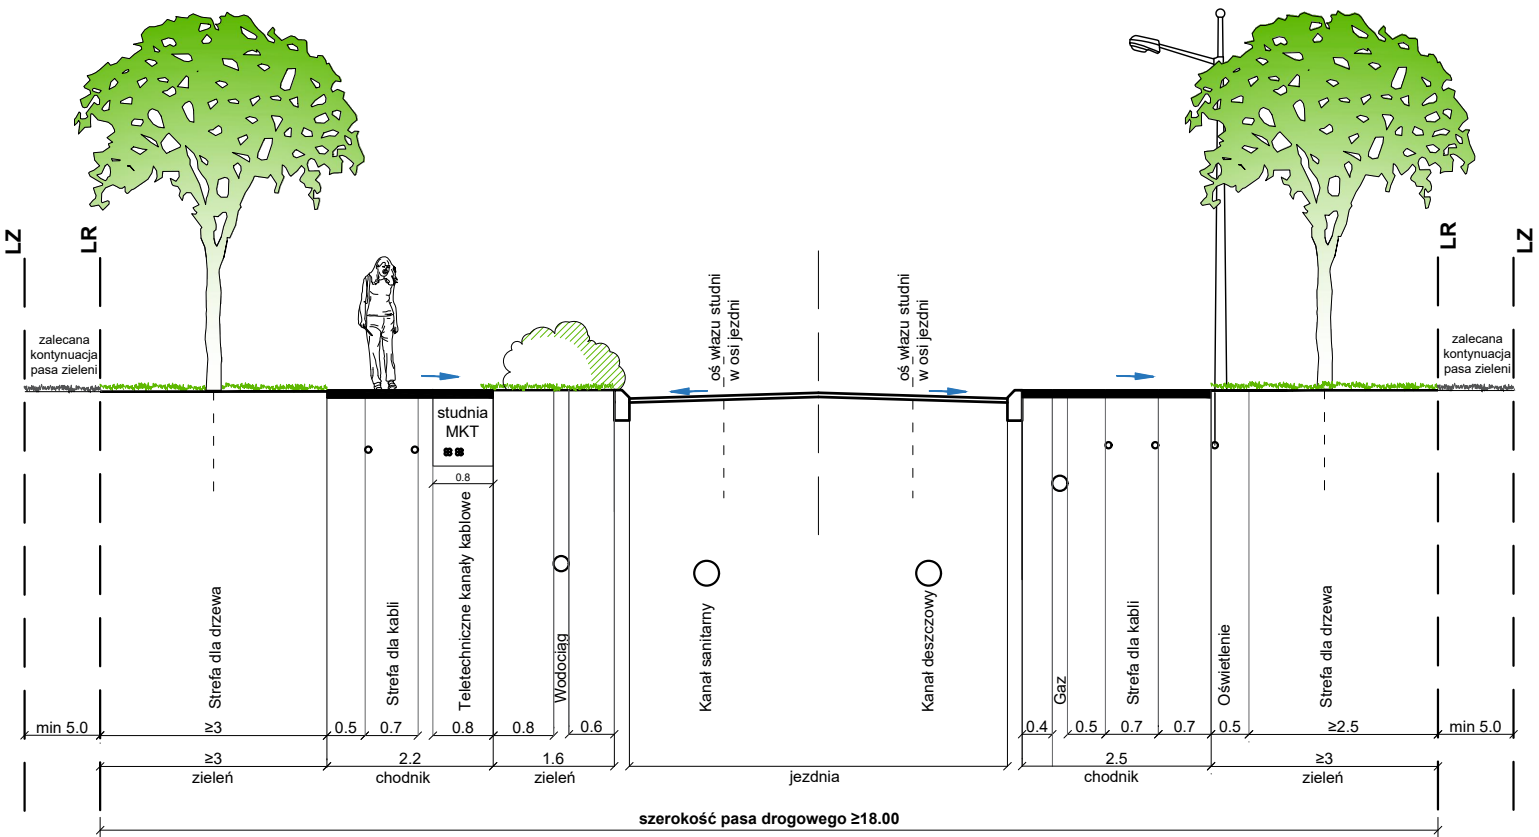 LZ
LR
LR
LZ
zalecana
kontynuacja
pasa zieleni
oś włazu studni
w osi jezdni
oś włazu studni
w osi jezdni
zalecana
kontynuacja
pasa zieleni
studnia
MKT
0.8
Strefa dla drzewa
Strefa dla kabli
Teletechniczne kanały kablowe
Wodociąg
Kanał sanitarny
Kanał deszczowy
Gaz
Strefa dla kabli
Oświetlenie
Strefa dla drzewa
min 5.0
≥3
0.5
0.7
0.8
0.8
0.6
0.4
0.5
0.7
0.7
0.5
≥2.5
min 5.0
≥3
2.2
1.6
2.5
≥3
zieleń
chodnik
zieleń
jezdnia
chodnik
zieleń
szerokość pasa drogowego ≥18.00